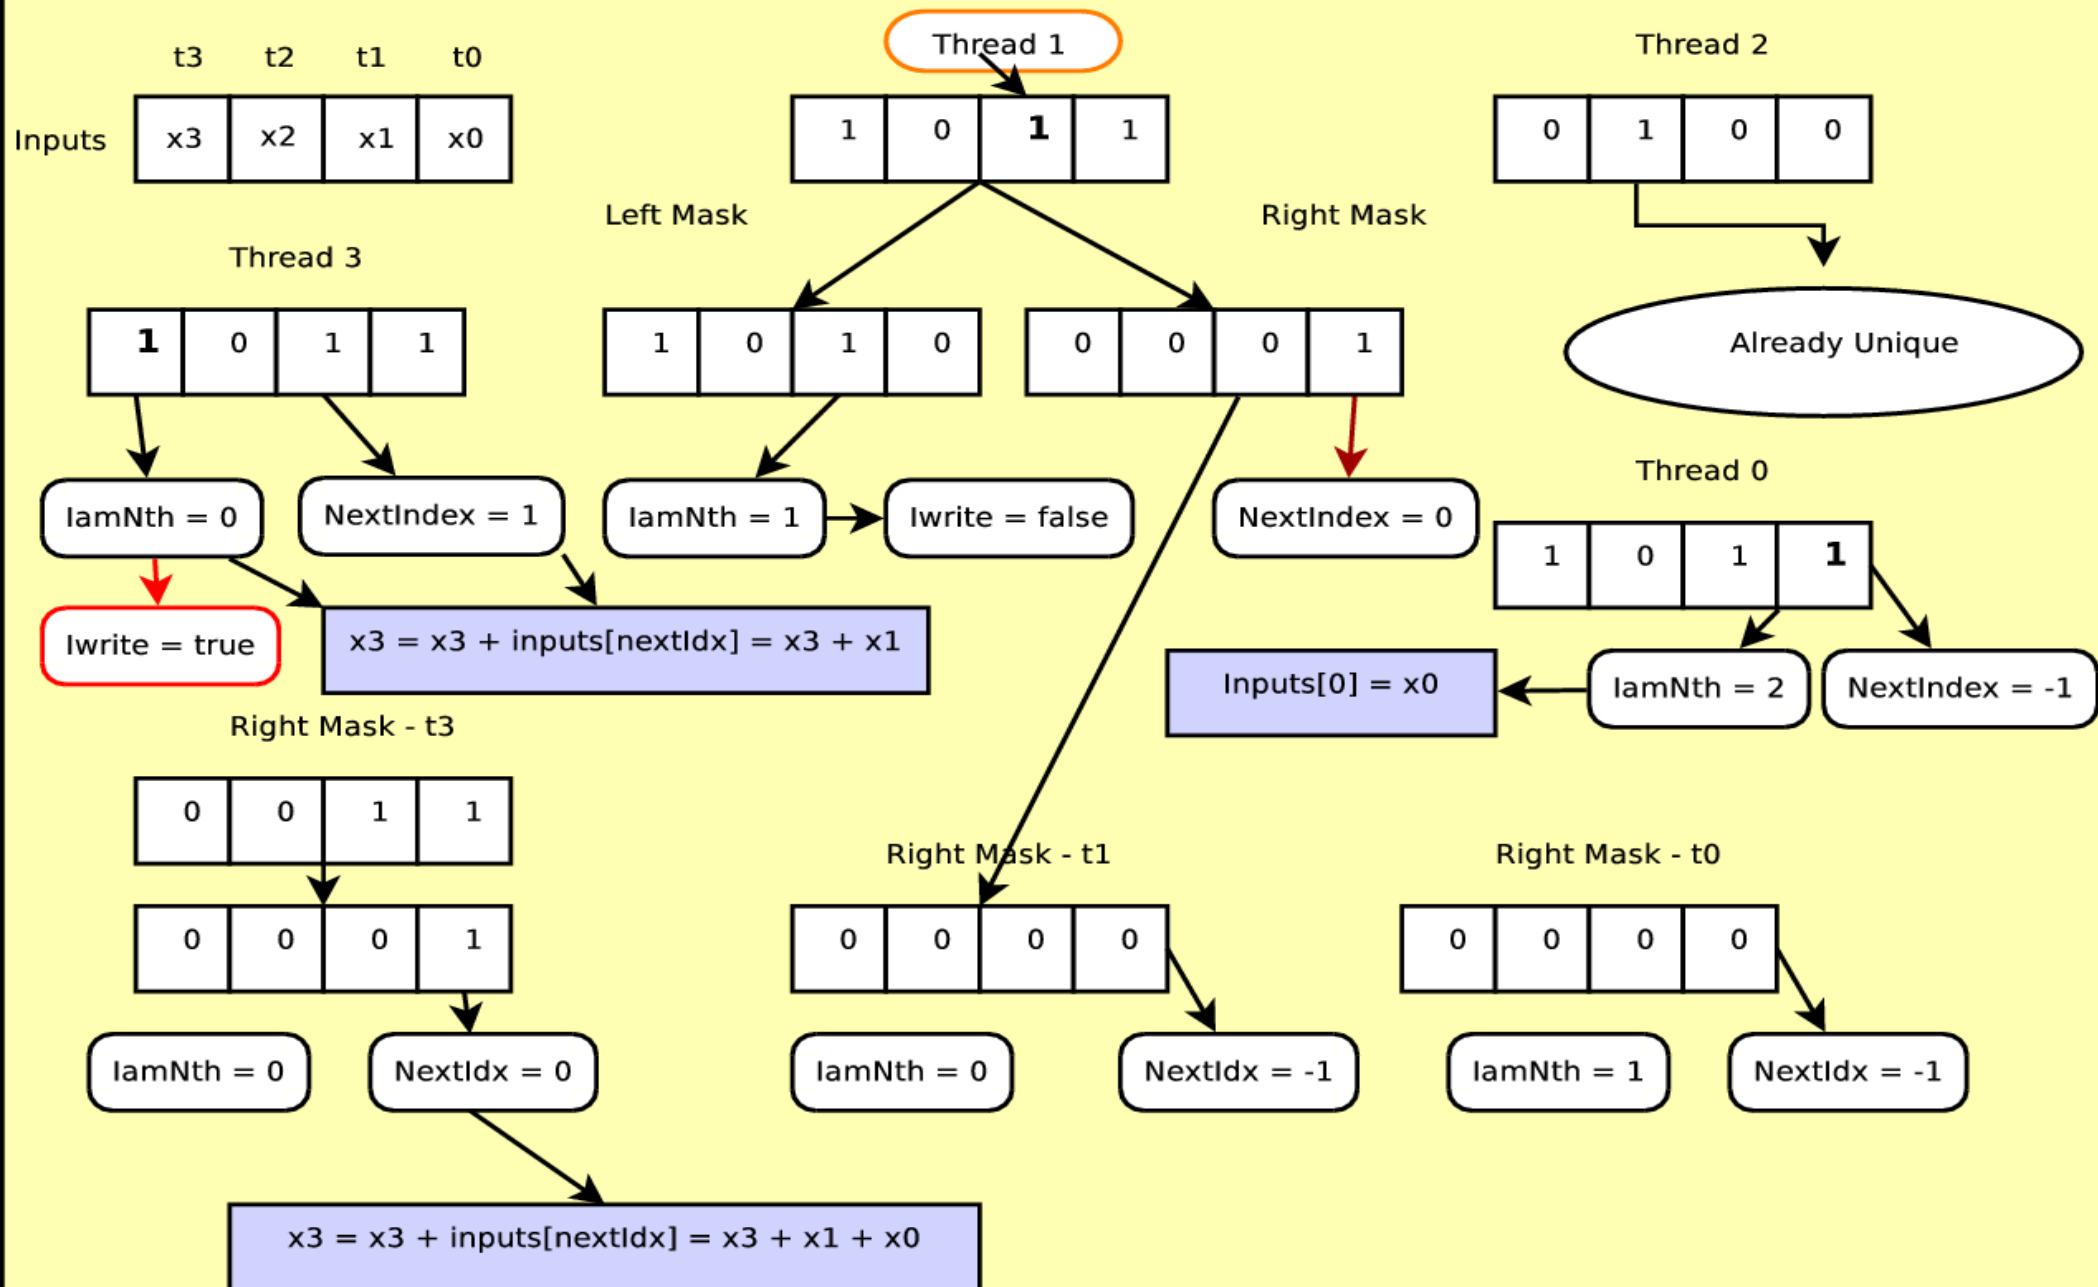 Thread 1
Thread 2
t3 t2 t1 t0
Inputs x3 x2 x1 x0
1 0 1 1
0 1 0 0
Left Mask
Right Mask
Thread 3
1 0 1 1
1 0 1 0
0 0 0 1
Already Unique
IamNth = 0
NextIndex = 1
IamNth = 1
Iwrite = false
NextIndex = 0
Thread 0
1 0 1 1
Iwrite = true
x3 = x3 + inputs[nextIdx] = x3 + x1
Inputs[0] = x0
IamNth = 2
NextIndex = -1
Right Mask - t3
0 0 1 1
0 0 0 1
Right Mask - t1
0 0 0 0
Right Mask - t0
0 0 0 0
IamNth = 0
NextIdx = 0
IamNth = 0
NextIdx = -1
IamNth = 1
NextIdx = -1
x3 = x3 + inputs[nextIdx] = x3 + x1 + x0